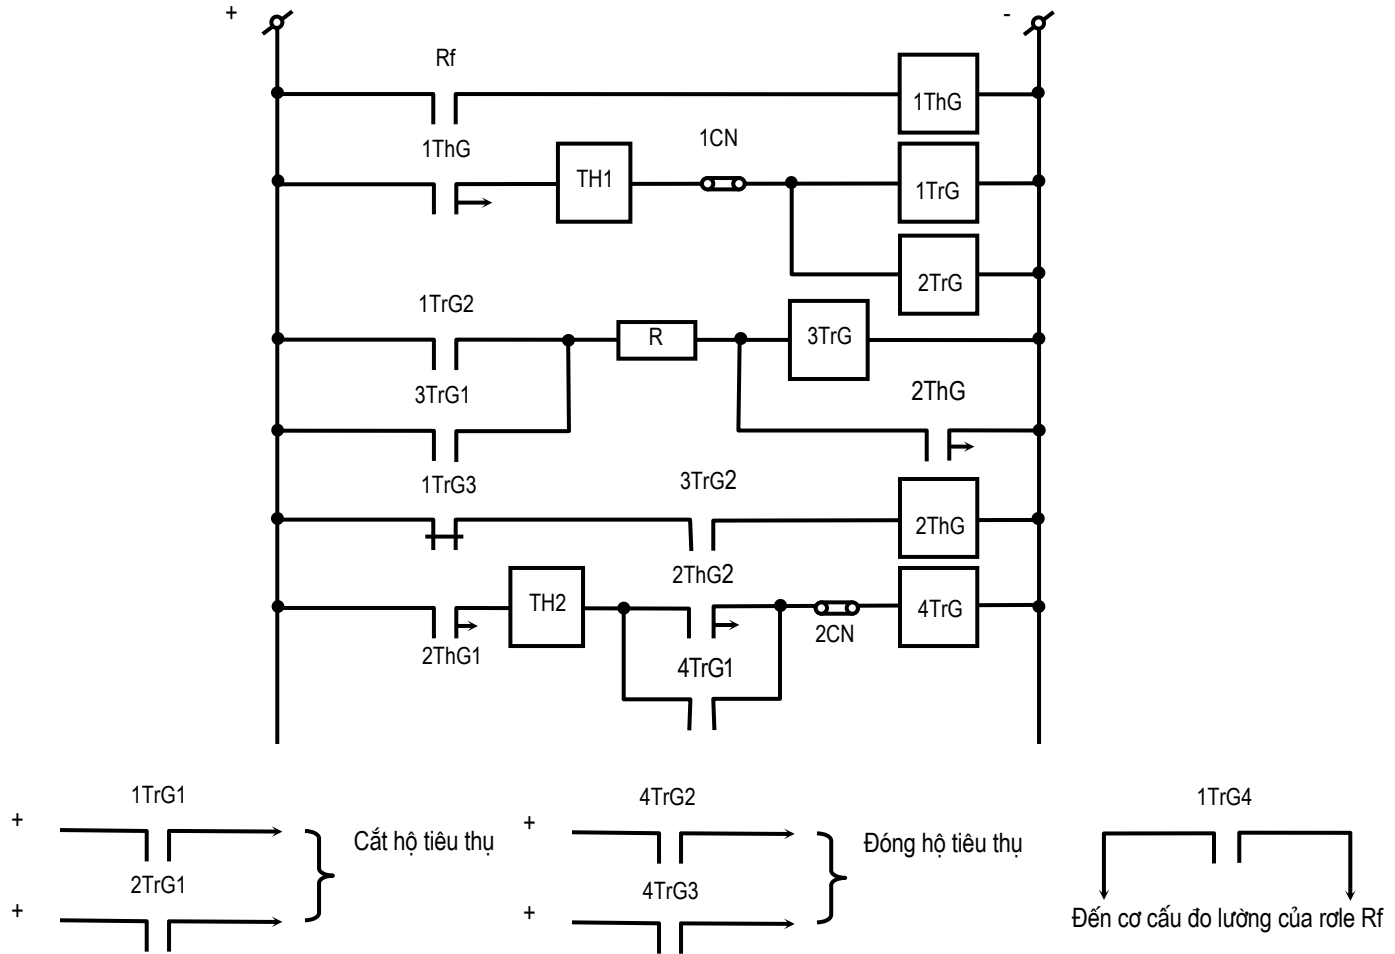 + -
Rf
1ThG
1ThG
1CN
TH1
1TrG
2TrG
1TrG2
R
3TrG
3TrG1
2ThG
1TrG3
3TrG2
2ThG
2ThG2
TH2
4TrG
2CN
2ThG1
4TrG1
1TrG1
+
2TrG1
+
Cắt hộ tiêu thụ
4TrG2
+
4TrG3
+
Đóng hộ tiêu thụ
1TrG4
Đến cơ cấu đo lường của rơle Rf